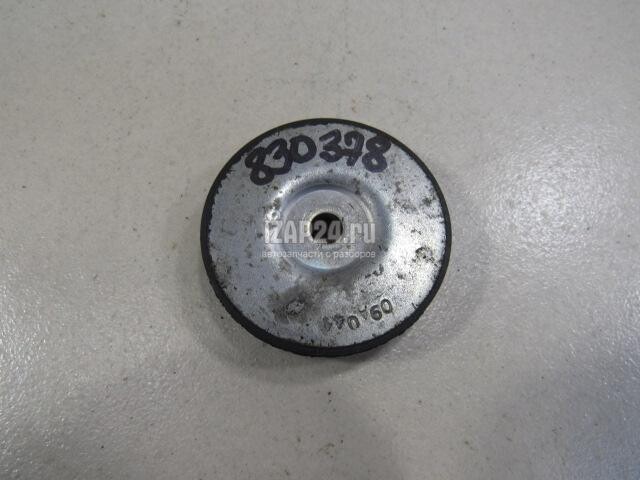 830378
iZAP24.ru
автозапчасти с разборов